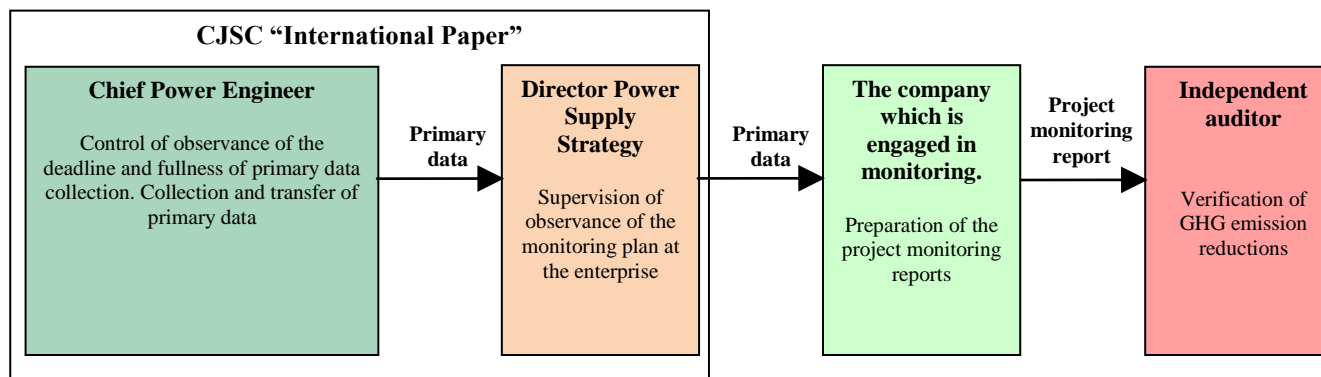 CJSC “International Paper”
Chief Power Engineer
Control of observance of the
deadline and fullness of primary data
collection. Collection and transfer of
primary data
Primary
data
Director Power
Supply
Strategy
Supervision of
observance of the
monitoring plan at
the enterprise
Primary
data
The company
which is
engaged in
monitoring.
Preparation of the
project monitoring
reports
Project
monitoring
report
Independent
auditor
Verification of
GHG emission
reductions